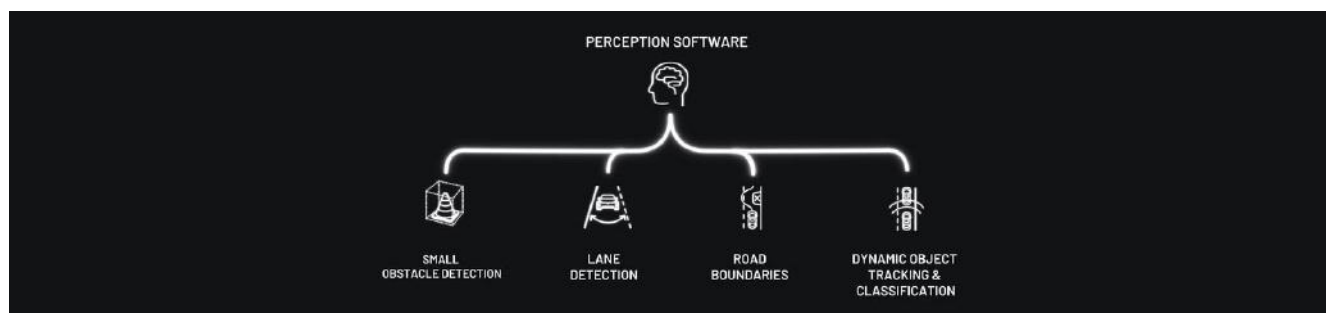 PERCEPTION SOFTWARE
SMALL
OBSTACLE DETECTION
LANE
DETECTION
ROAD
BOUNDARIES
DYNAMIC OBJECT
TRACKING &
CLASSIFICATION